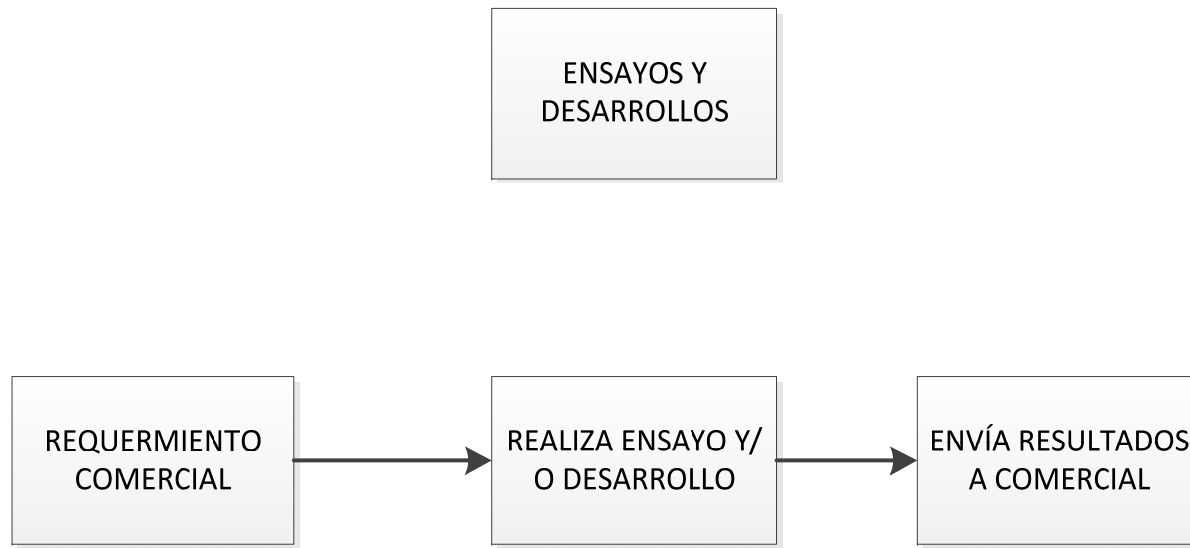 ENSAYOS Y
DESARROLLOS
REQUERMIENTO
COMERCIAL
REALIZA ENSAYO Y/
O DESARROLLO
ENVÍA RESULTADOS
A COMERCIAL